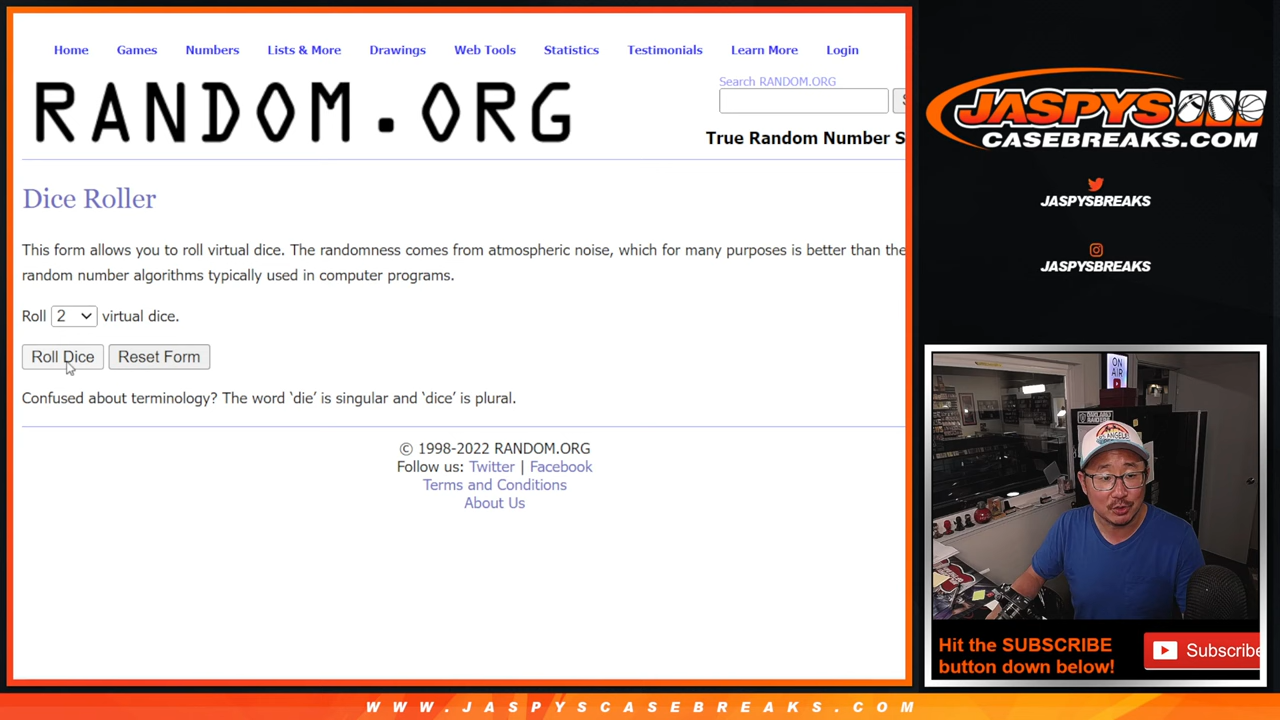 Home Games Numbers Lists & More Drawings Web Tools Statistics Testimonials Learn More Login
RANDOM.ORG
Search RANDOM.ORG
True Random Number S
Dice Roller
This form allows you to roll virtual dice. The randomness comes from atmospheric noise, which for many purposes is better than the
random number algorithms typically used in computer programs.
Roll 2 virtual dice.
Roll Dice Reset Form
Confused about terminology? The word ‘die’ is singular and ‘dice’ is plural.
© 1998-2022 RANDOM.ORG
Follow us: Twitter | Facebook
Terms and Conditions
About Us
JASPYS
CASEBREAKS.COM
JASPYSBREAKS
JASPYSBREAKS
ON
AIR
Hit the SUBSCRIBE
button down below!
Subscribe
WWW.JASPYSCASEBREAKS.COM